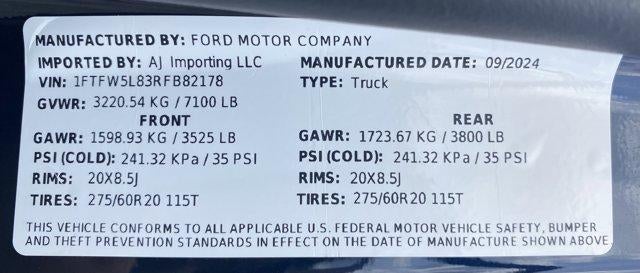 MANUFACTURED BY: FORD MOTOR COMPANY
IMPORTED BY: AJ Importing LLC MANUFACTURED DATE: 09/2024
VIN: 1FTFW5L83RFB82178 TYPE: Truck
GVWR: 3220.54 KG / 7100 LB
FRONT REAR
GAWR: 1598.93 KG / 3525 LB GAWR: 1723.67 KG / 3800 LB
PSI (COLD): 241.32 KPa / 35 PSI PSI (COLD): 241.32 KPa / 35 PSI
RIMS: 20X8.5J RIMS: 20X8.5J
TIRES: 275/60R20 115T TIRES: 275/60R20 115T
THIS VEHICLE CONFORMS TO ALL APPLICABLE U.S. FEDERAL MOTOR VEHICLE SAFETY, BUMPER
AND THEFT PREVENTION STANDARDS IN EFFECT ON THE DATE OF MANUFACTURE SHOWN ABOVE.